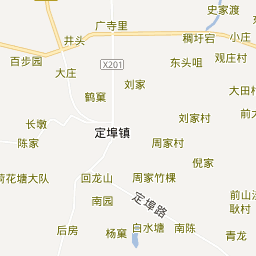 史家渡
广寺里
井头
稠圩宕
小庄
百步园
X201
东头咀
观庄村
大庄
刘家
鹤窠
大田
长墩
刘家村
前
定埠镇
陈家
周家村
倪家
荷花塘大队
回龙山
周家竹棵
南园
定埠路
前山
耿村
后房
杨窠
白水塘
南陈
青龙